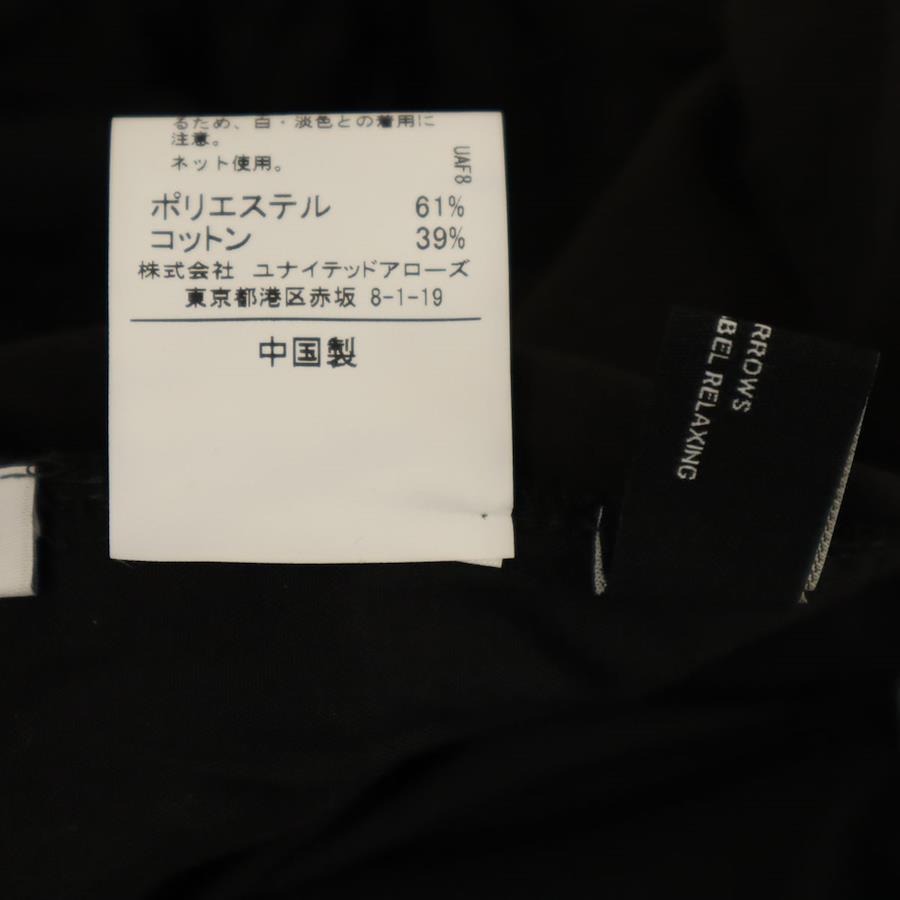 るため、白・淡色との着用に
注意。
ネット使用。
UAF8
ポリエステル 61%
コットン 39%
株式会社 ユナイテッドアローズ
東京都港区赤坂 8-1-19
中国製
RROWS
BEL RELAXING